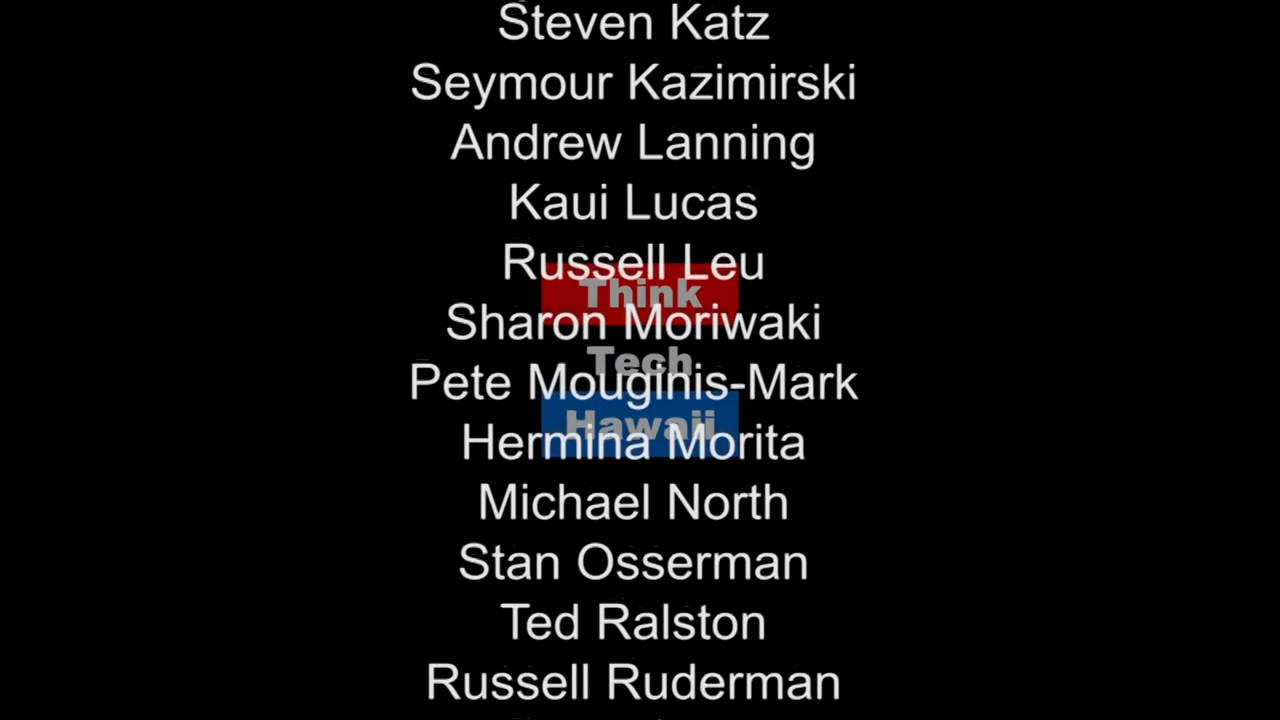 Steven Katz
Seymour Kazimirski
Andrew Lanning
Kaui Lucas
Russell Leu
Think
Sharon Moriwaki
Tech
Pete Mouginis-Mark
Hawaii
Hermina Morita
Michael North
Stan Osserman
Ted Ralston
Russell Ruderman